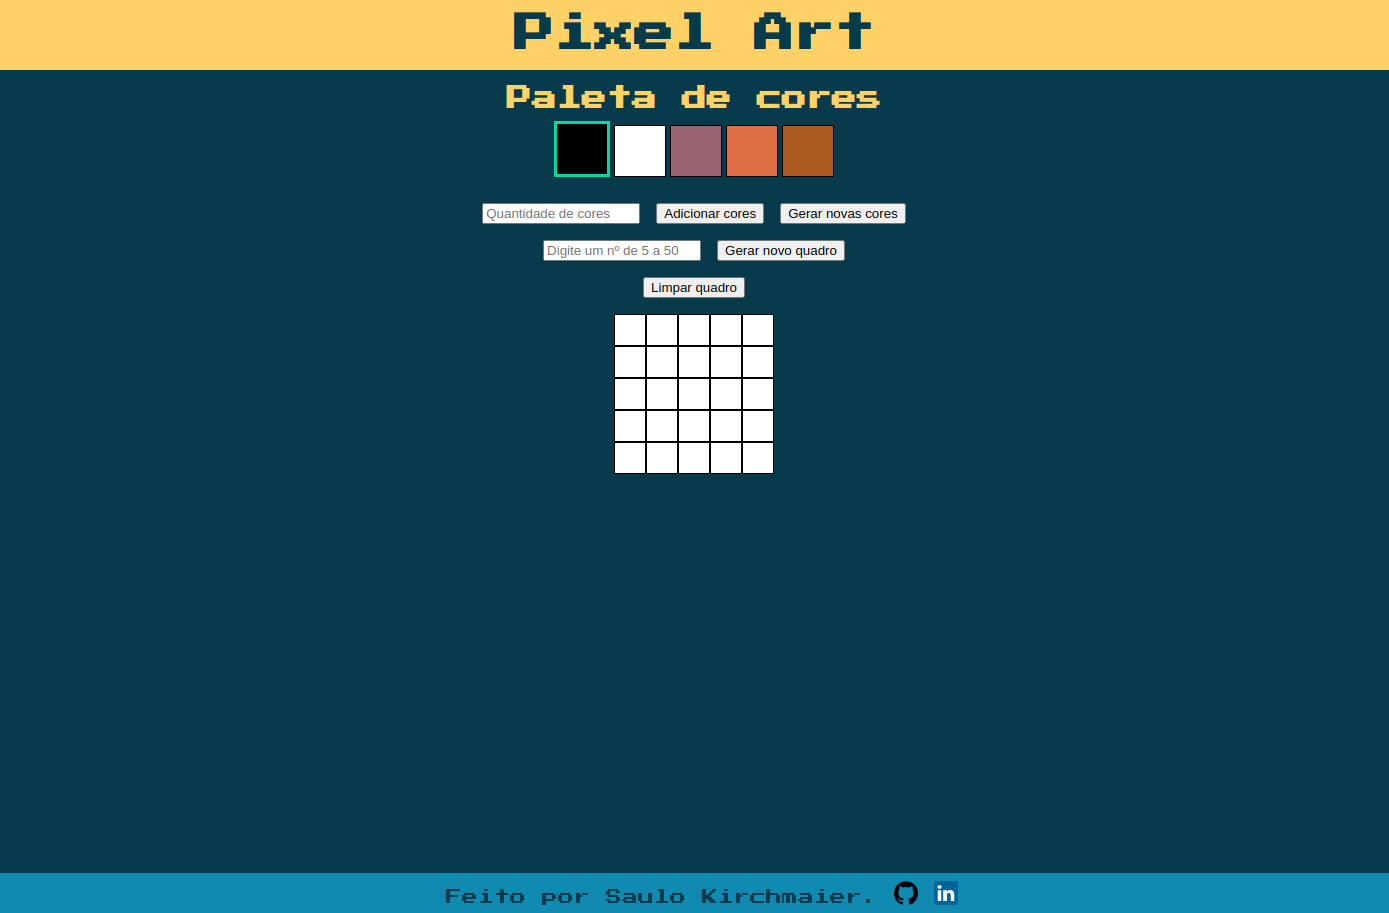 Pixel Art
Paleta de cores
Quantidade de cores Adicionar cores Gerar novas cores
Digite um nº de 5 a 50 Gerar novo quadro
Limpar quadro
Feito por Saulo Kirchmaier. in